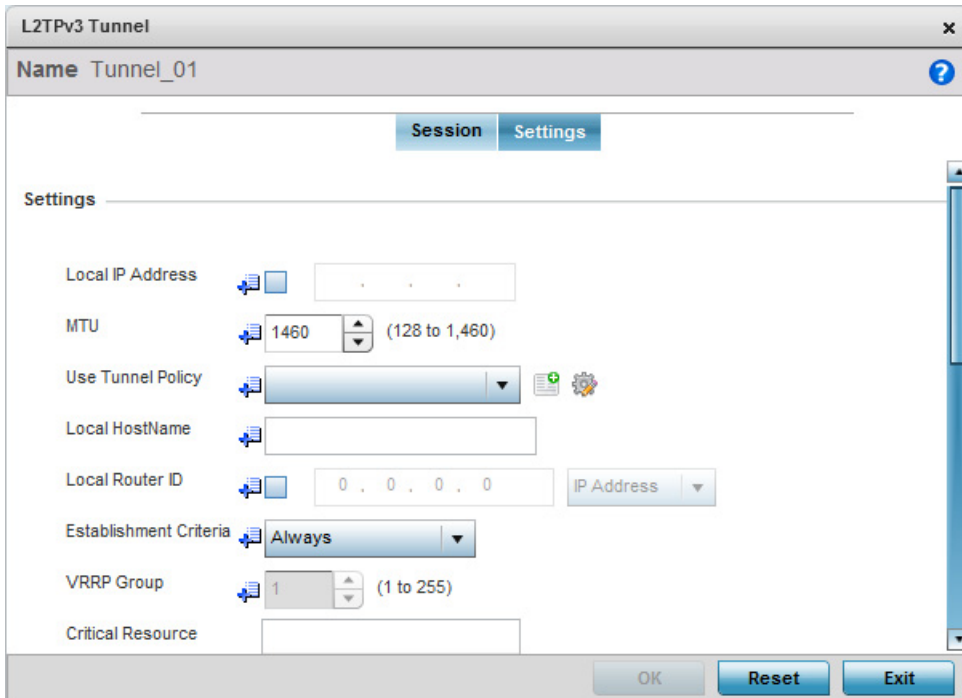 L2TPv3 Tunnel
Name Tunnel_01
Session Settings
Settings
Local IP Address . . .
MTU 1460 (128 to 1,460)
Use Tunnel Policy
Local HostName
Local Router ID 0 . 0 . 0 . 0 IP Address
Establishment Criteria Always
VRRP Group 1 (1 to 255)
Critical Resource
OK Reset Exit